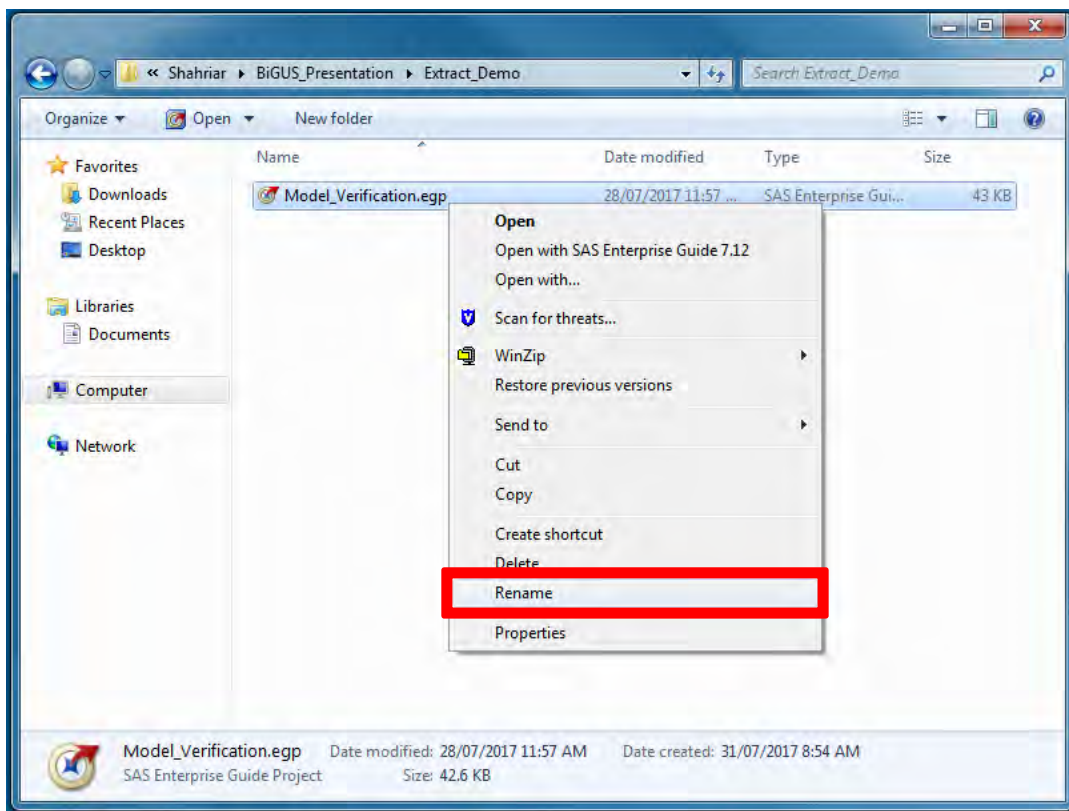 « Shahriar ▸ BiGUS_Presentation ▸ Extract_Demo
Search Extract_Demo
Organize ▾ Open ▾ New folder
Name Date modified Type Size
Favorites
Downloads
Recent Places
Desktop
Libraries
Documents
Computer
Network
Model_Verification.egp 28/07/2017 11:57 ... SAS Enterprise Gui... 43 KB
Open
Open with SAS Enterprise Guide 7.12
Open with...
Scan for threats...
WinZip
Restore previous versions
Send to
Cut
Copy
Create shortcut
Delete
Rename
Properties
Model_Verification.egp Date modified: 28/07/2017 11:57 AM Date created: 31/07/2017 8:54 AM
SAS Enterprise Guide Project Size: 42.6 KB